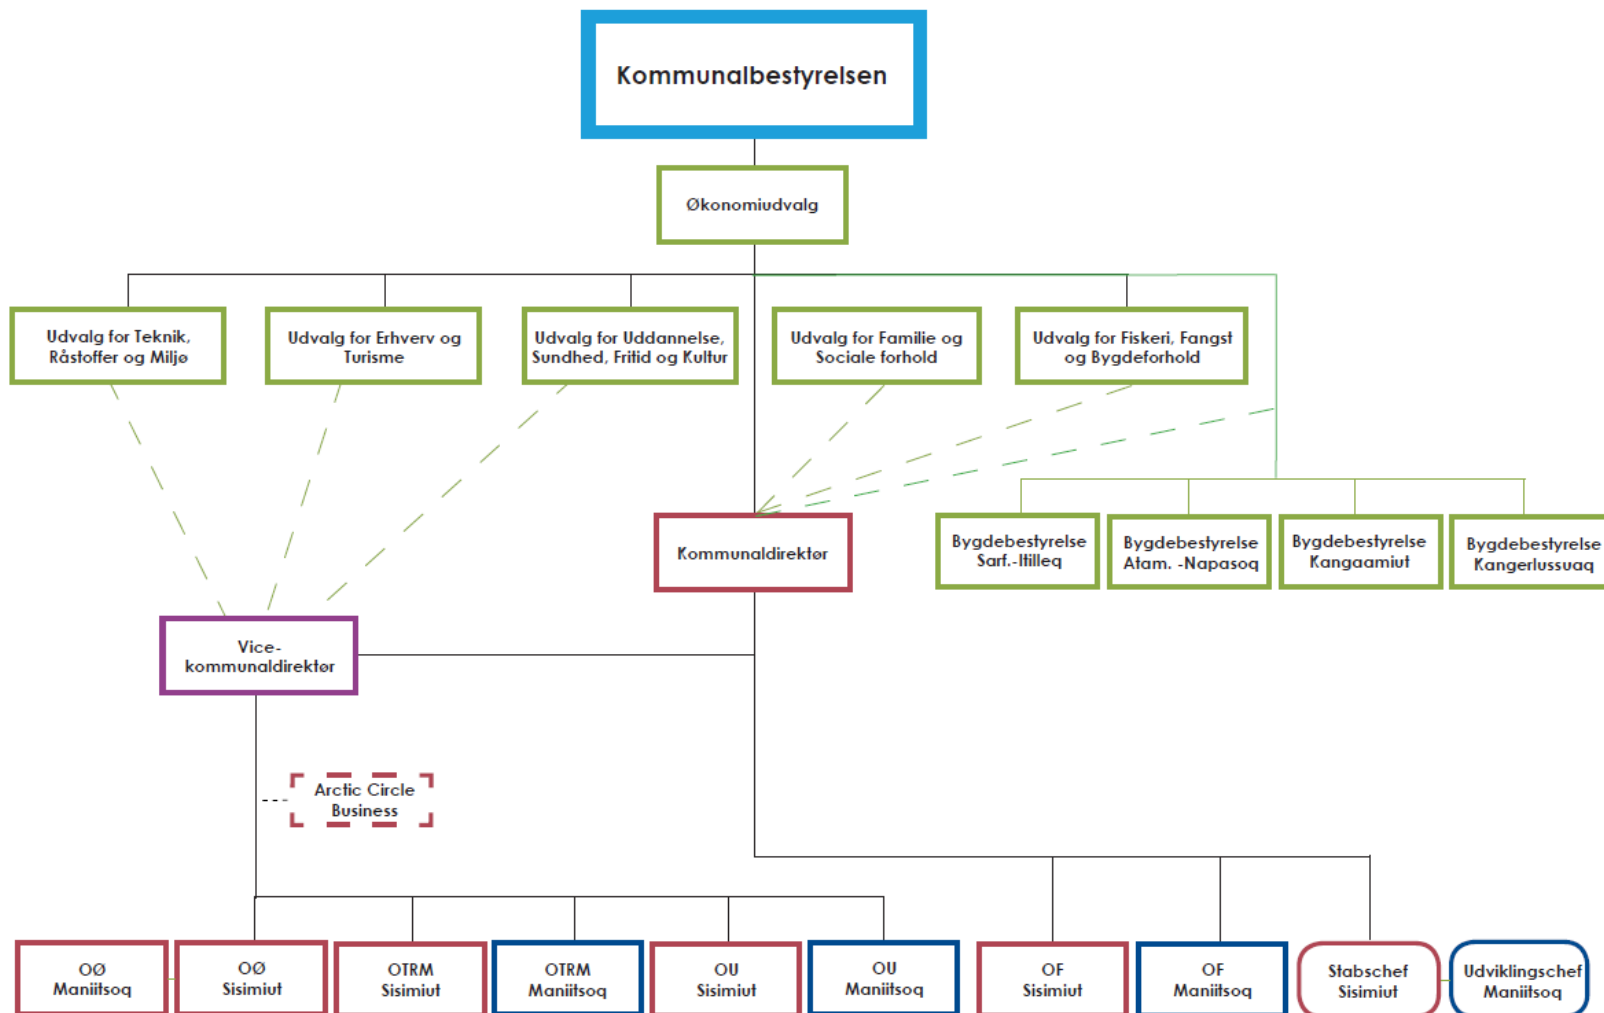 Kommunalbestyrelsen
Økonomiudvalg
Udvalg for Teknik,
Råstoffer og Miljø
Udvalg for Erhverv og
Turisme
Udvalg for Uddannelse,
Sundhed, Fritid og Kultur
Udvalg for Familie og
Sociale forhold
Udvalg for Fiskeri, Fangst
og Bygdeforhold
Kommunaldirektør
Bygdebestyrelse
Sarf.-Itilleq
Bygdebestyrelse
Atam. -Napasoq
Bygdebestyrelse
Kangaamiut
Bygdebestyrelse
Kangerlussuaq
Vice-
kommunaldirektør
Arctic Circle
Business
OØ
Maniitsoq
OØ
Sisimiut
OTRM
Sisimiut
OTRM
Maniitsoq
OU
Sisimiut
OU
Maniitsoq
OF
Sisimiut
OF
Maniitsoq
Stabschef
Sisimiut
Udviklingschef
Maniitsoq